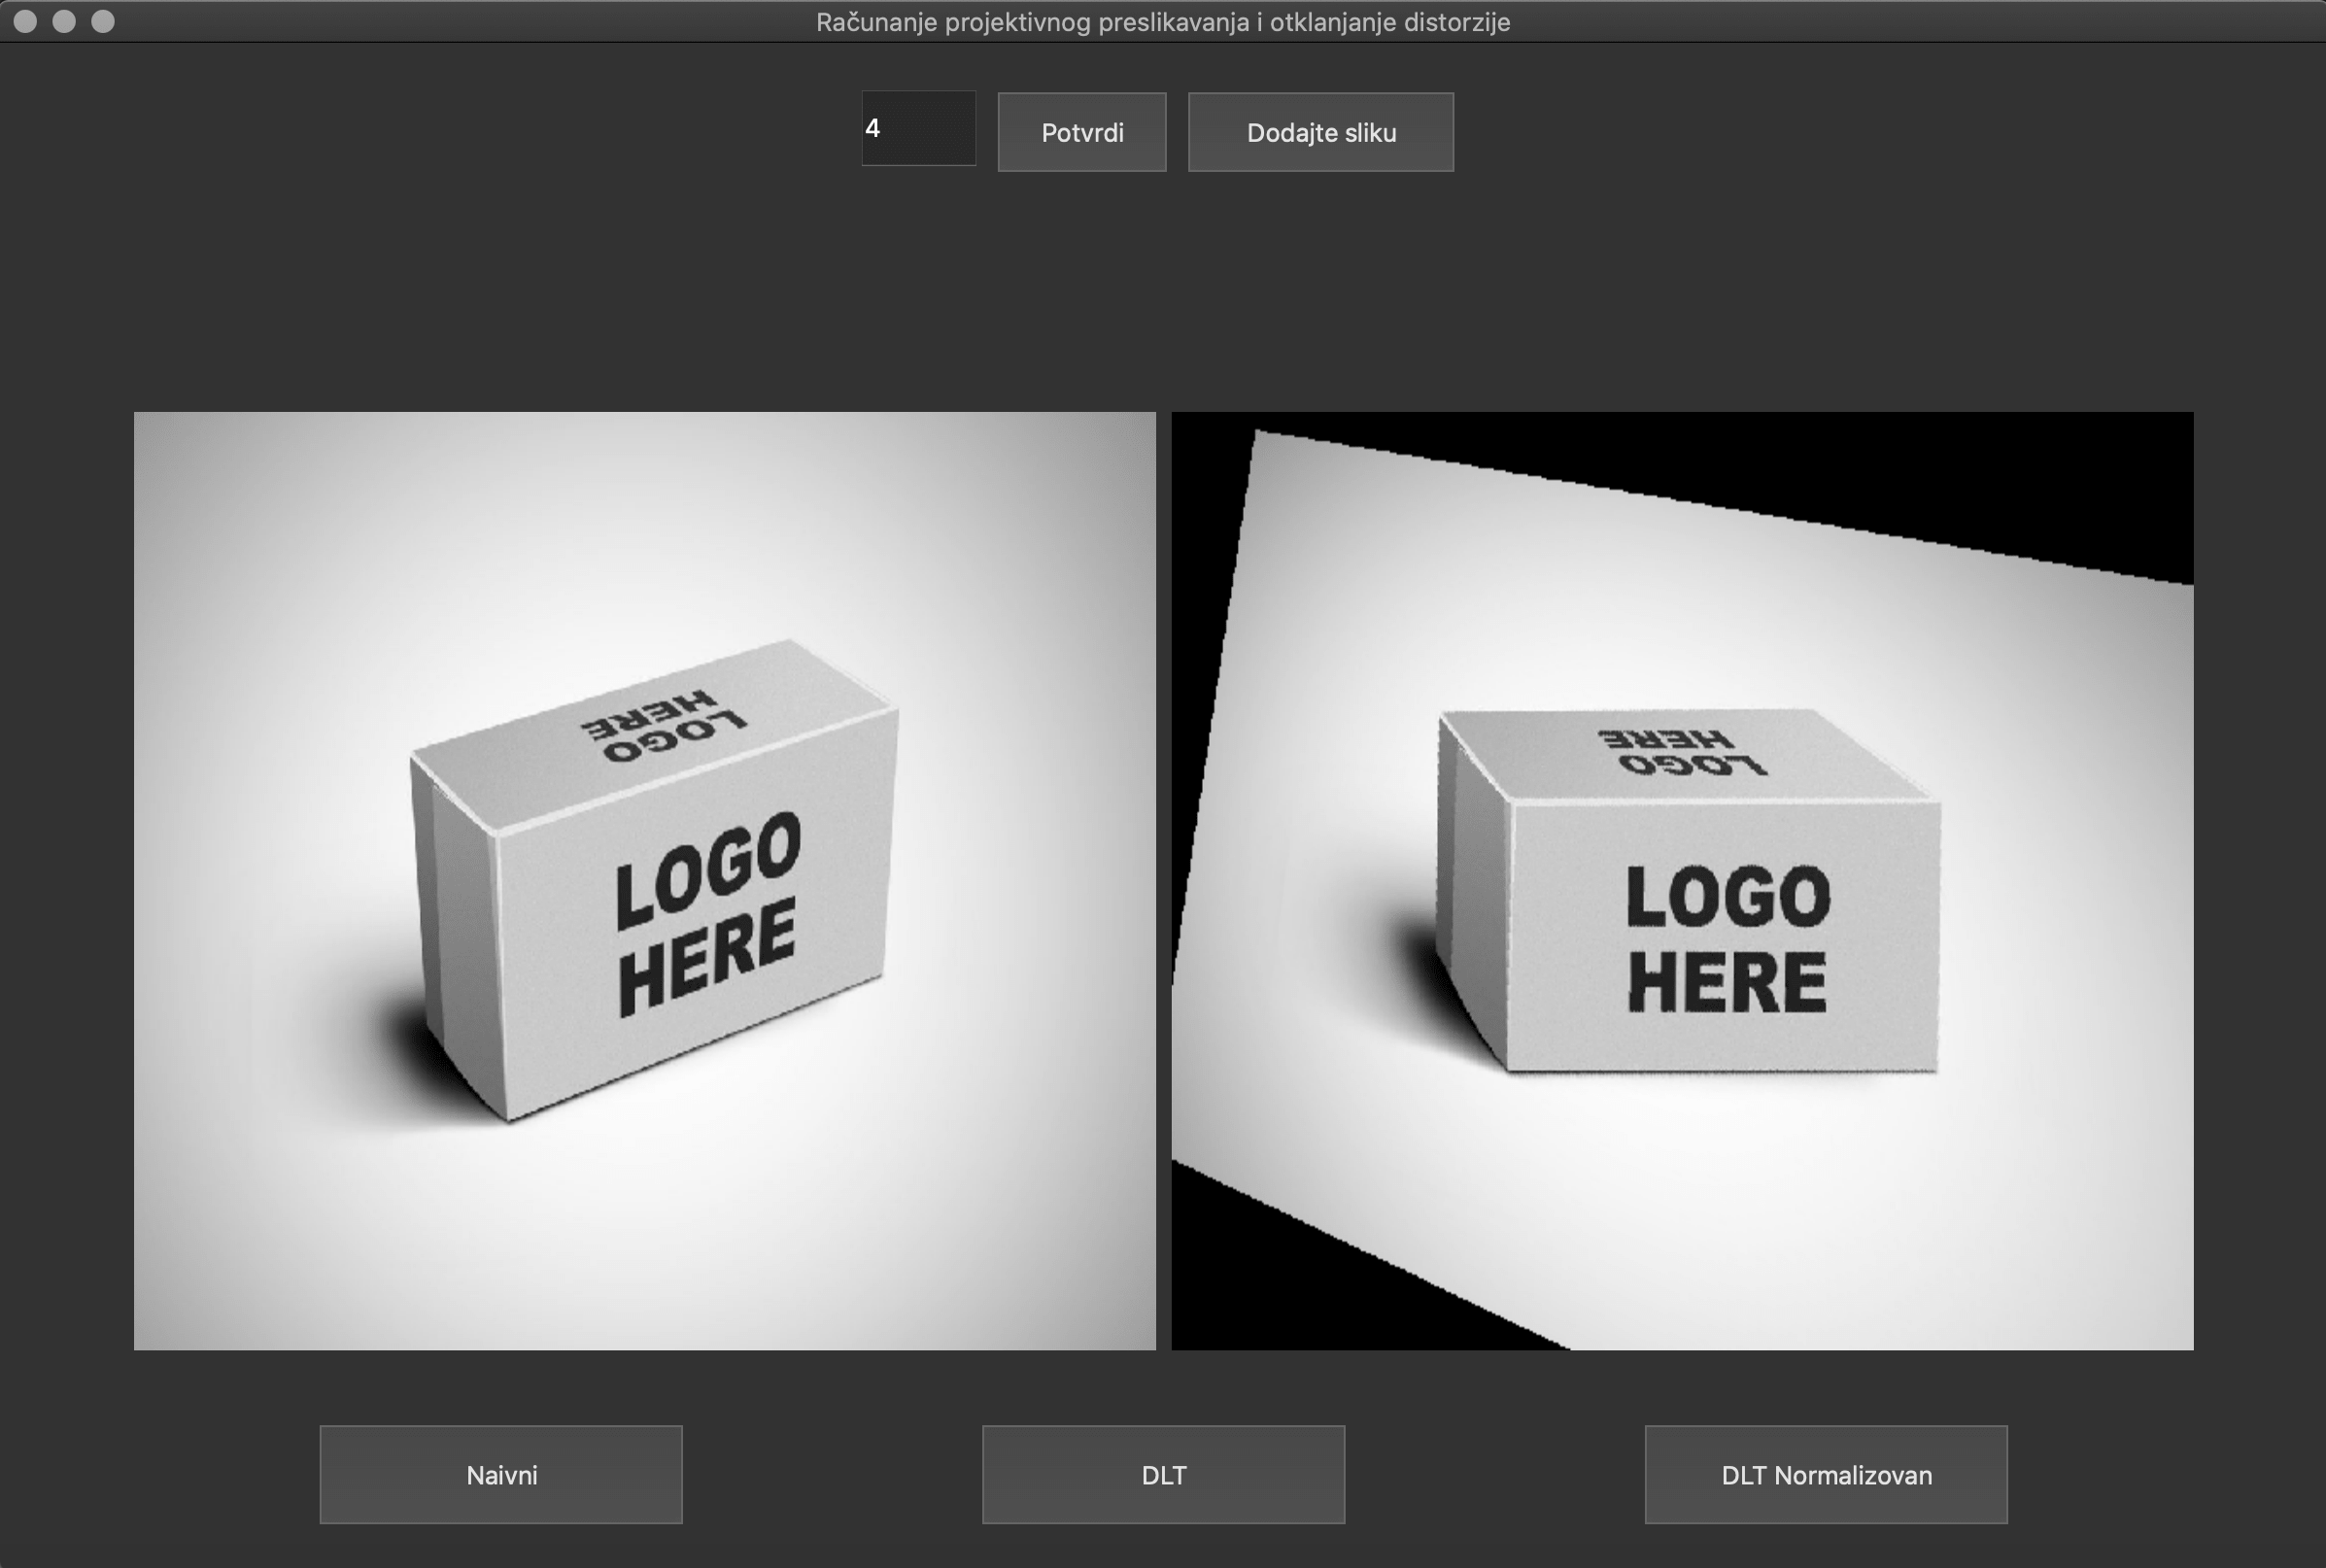 Računanje projektivnog preslikavanja i otklanjanje distorzije
4
Potvrdi
Dodajte sliku
HERE
LOGO
LOGO
HERE
HERE
LOGO
LOGO
HERE
Naivni
DLT
DLT Normalizovan